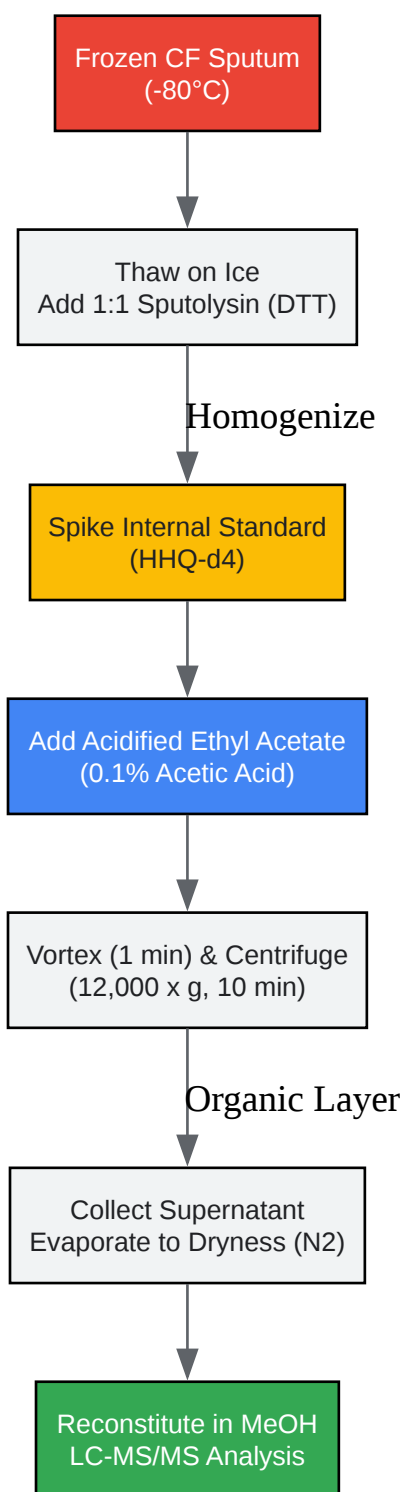 Frozen CF Sputum
(-80°C)
Thaw on Ice
Add 1:1 Sputolysin (DTT)
Homogenize
Spike Internal Standard
(HHQ-d4)
Add Acidified Ethyl Acetate
(0.1% Acetic Acid)
Vortex (1 min) & Centrifuge
(12,000 x g, 10 min)
Organic Layer
Collect Supernatant
Evaporate to Dryness (N2)
Reconstitute in MeOH
LC-MS/MS Analysis